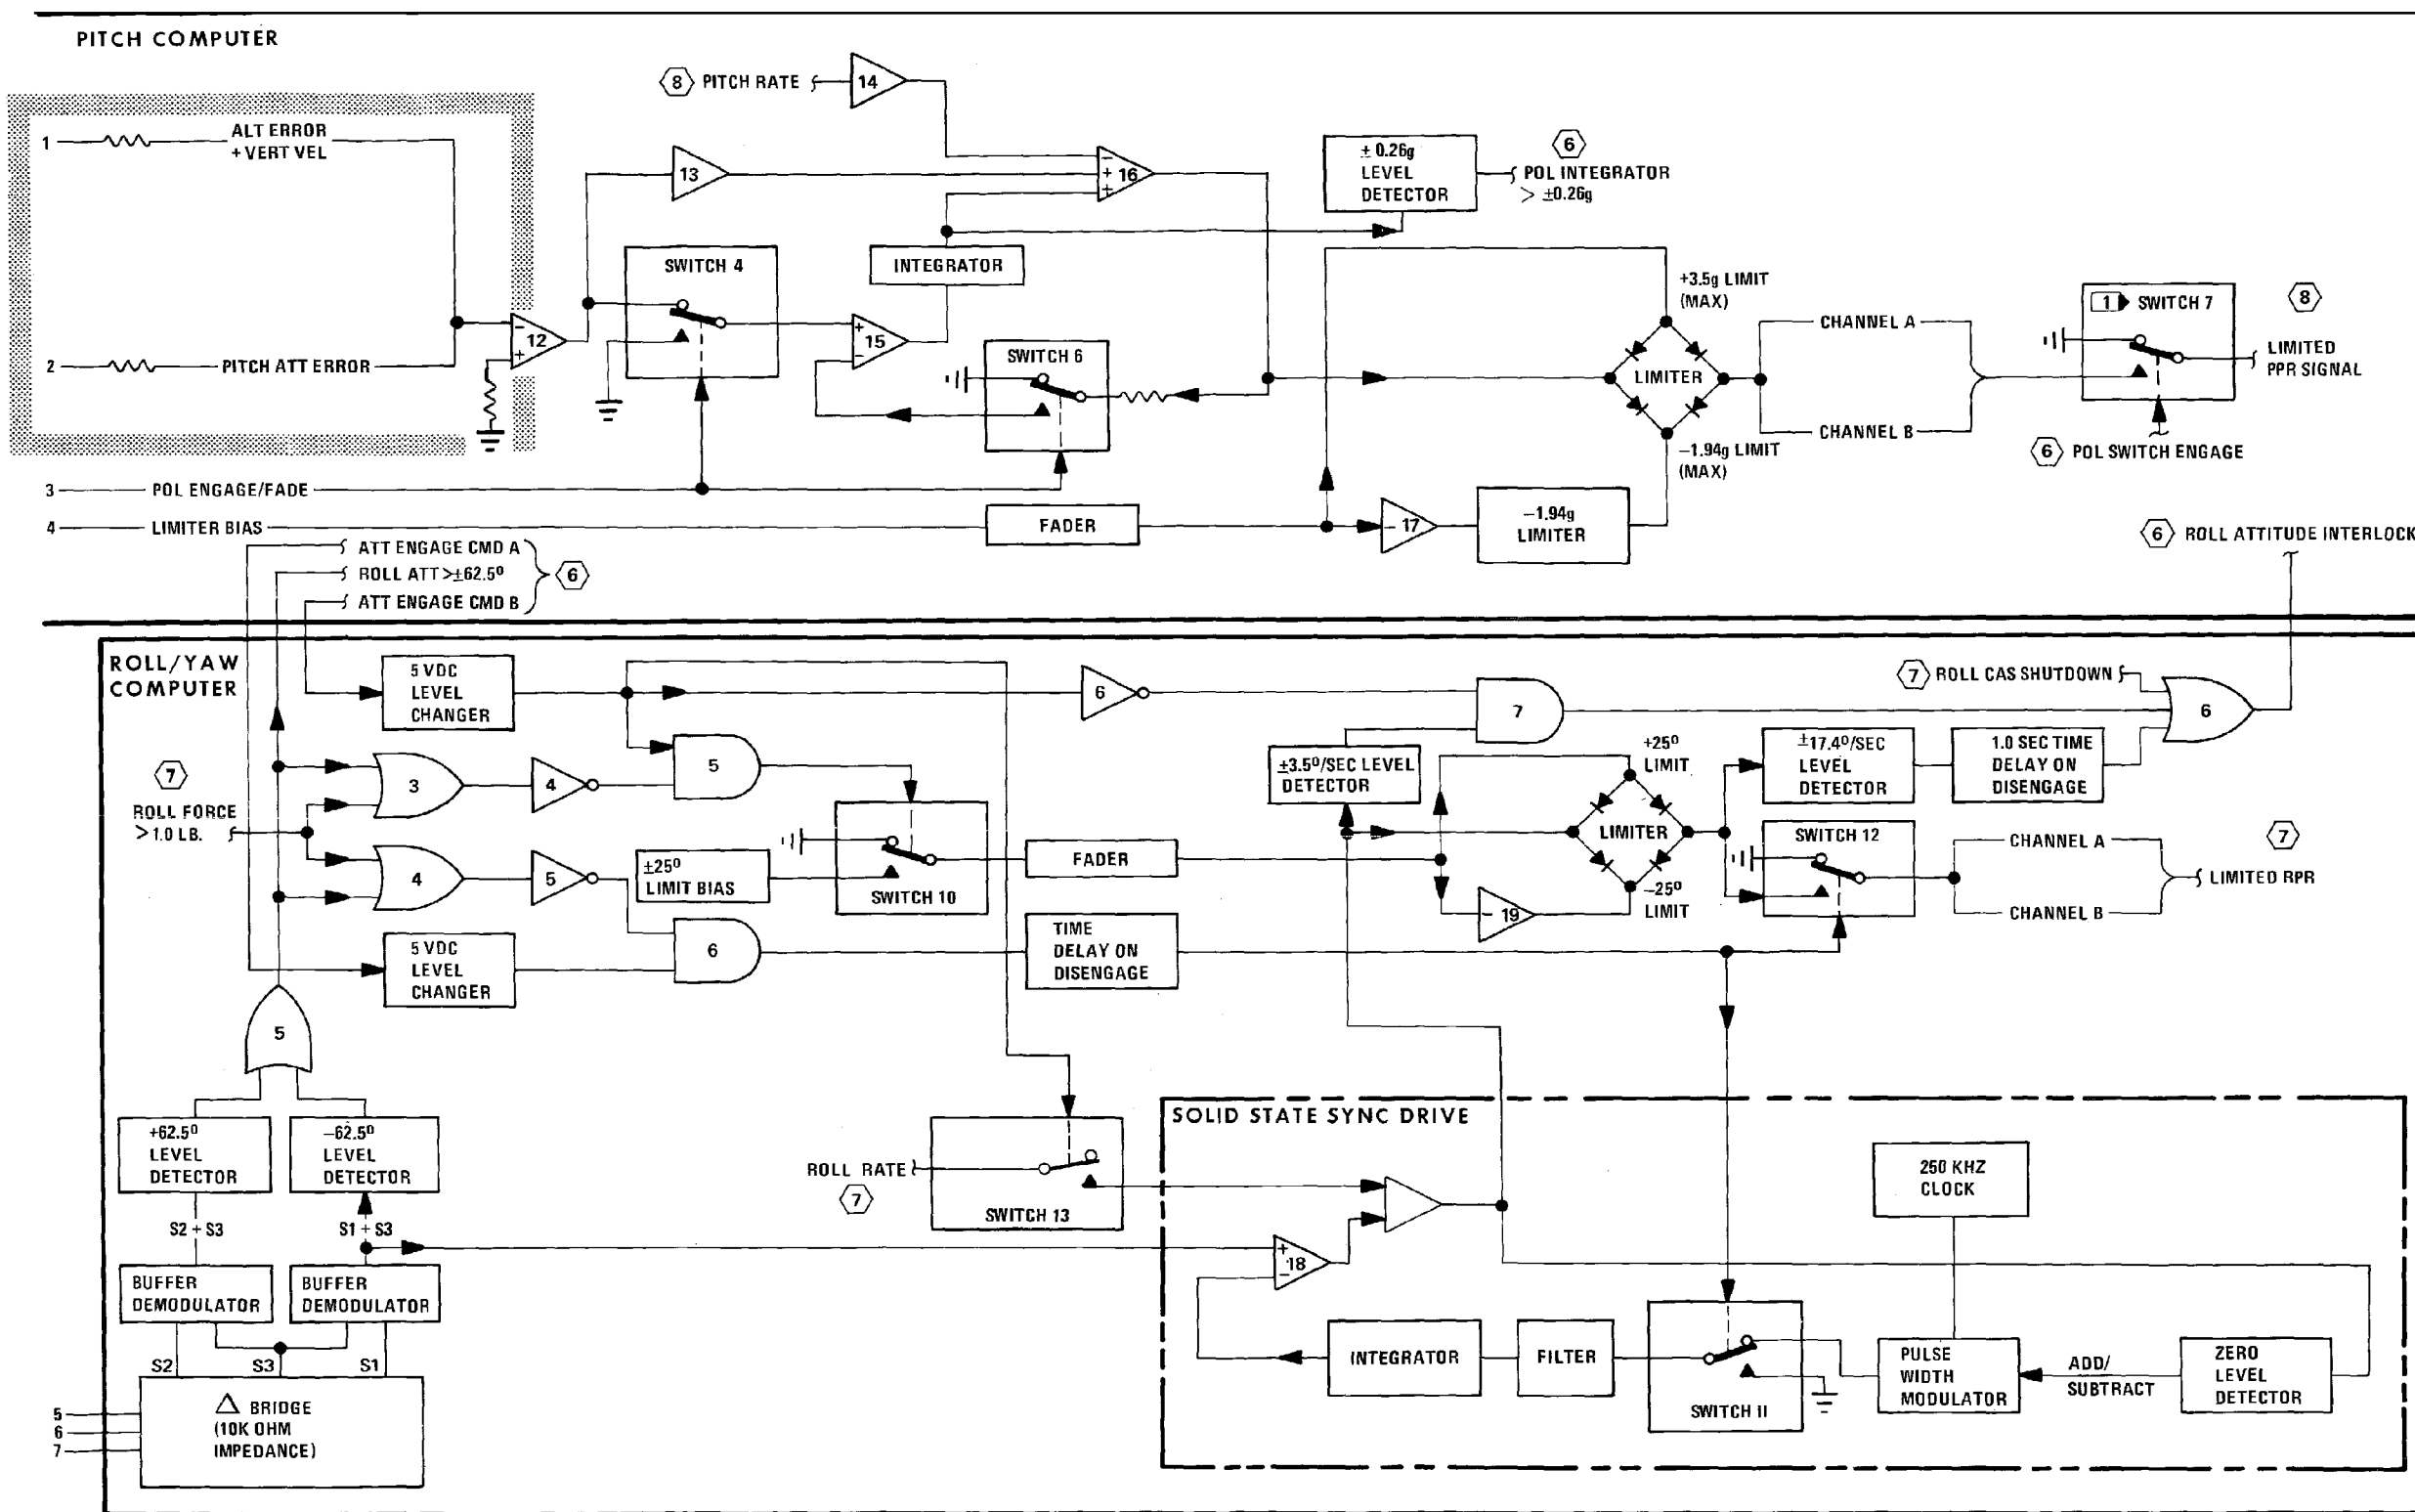 PITCH COMPUTER
8 PITCH RATE
14
1
ALT ERROR
+ VERT VEL
13
- + + 16
± 0.26g
LEVEL
DETECTOR
6
POL INTEGRATOR
> ±0.26g
SWITCH 4
INTEGRATOR
+3.5g LIMIT
(MAX)
1 SWITCH 7
8
- + 12
+ - 15
CHANNEL A
LIMITED
PPR SIGNAL
2
PITCH ATT ERROR
SWITCH 6
LIMITER
CHANNEL B
-1.94g LIMIT
(MAX)
6 POL SWITCH ENGAGE
3 POL ENGAGE/FADE
4 LIMITER BIAS
FADER
- 17
-1.94g
LIMITER
6 ROLL ATTITUDE INTERLOCK
ATT ENGAGE CMD A
ROLL ATT >±62.5º
ATT ENGAGE CMD B
6
ROLL/YAW
COMPUTER
5 VDC
LEVEL
CHANGER
6
7
7 ROLL CAS SHUTDOWN
6
7
ROLL FORCE
>1.0 LB.
3
4
5
±3.5º/SEC LEVEL
DETECTOR
+25º
LIMIT
±17.4º/SEC
LEVEL
DETECTOR
1.0 SEC TIME
DELAY ON
DISENGAGE
4
5
±25º
LIMIT BIAS
SWITCH 10
FADER
LIMITER
SWITCH 12
CHANNEL A
7
LIMITED RPR
CHANNEL B
- 19
-25º
LIMIT
5 VDC
LEVEL
CHANGER
6
TIME
DELAY ON
DISENGAGE
5
+62.5º
LEVEL
DETECTOR
-62.5º
LEVEL
DETECTOR
ROLL RATE
7
SWITCH 13
SOLID STATE SYNC DRIVE
250 KHZ
CLOCK
S2 + S3
S1 + S3
+ - 18
BUFFER
DEMODULATOR
BUFFER
DEMODULATOR
S2
S3
S1
INTEGRATOR
FILTER
SWITCH II
PULSE
WIDTH
MODULATOR
ADD/
SUBTRACT
ZERO
LEVEL
DETECTOR
5
6
7
△ BRIDGE
(10K OHM
IMPEDANCE)